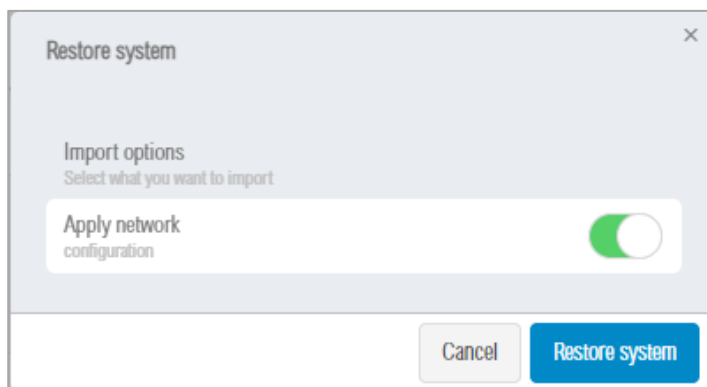 Restore system
×
Import options
Select what you want to import
Apply network
configuration
Cancel
Restore system